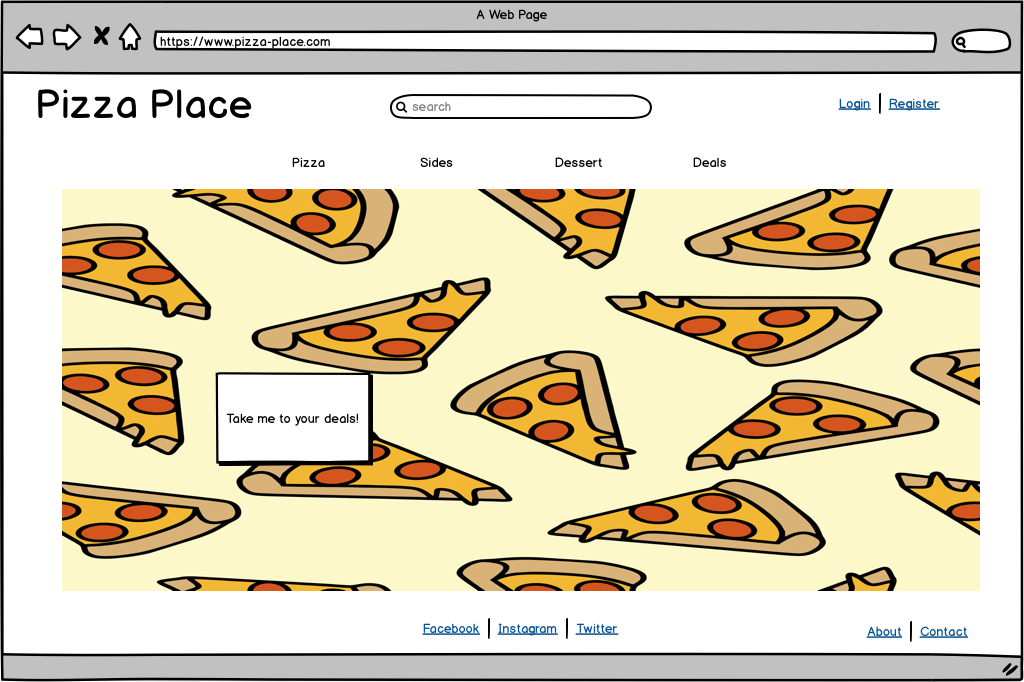 A Web Page
https://www.pizza-place.com
Pizza Place
search
Login | Register
Pizza Sides Dessert Deals
Take me to your deals!
Facebook | Instagram | Twitter
About | Contact